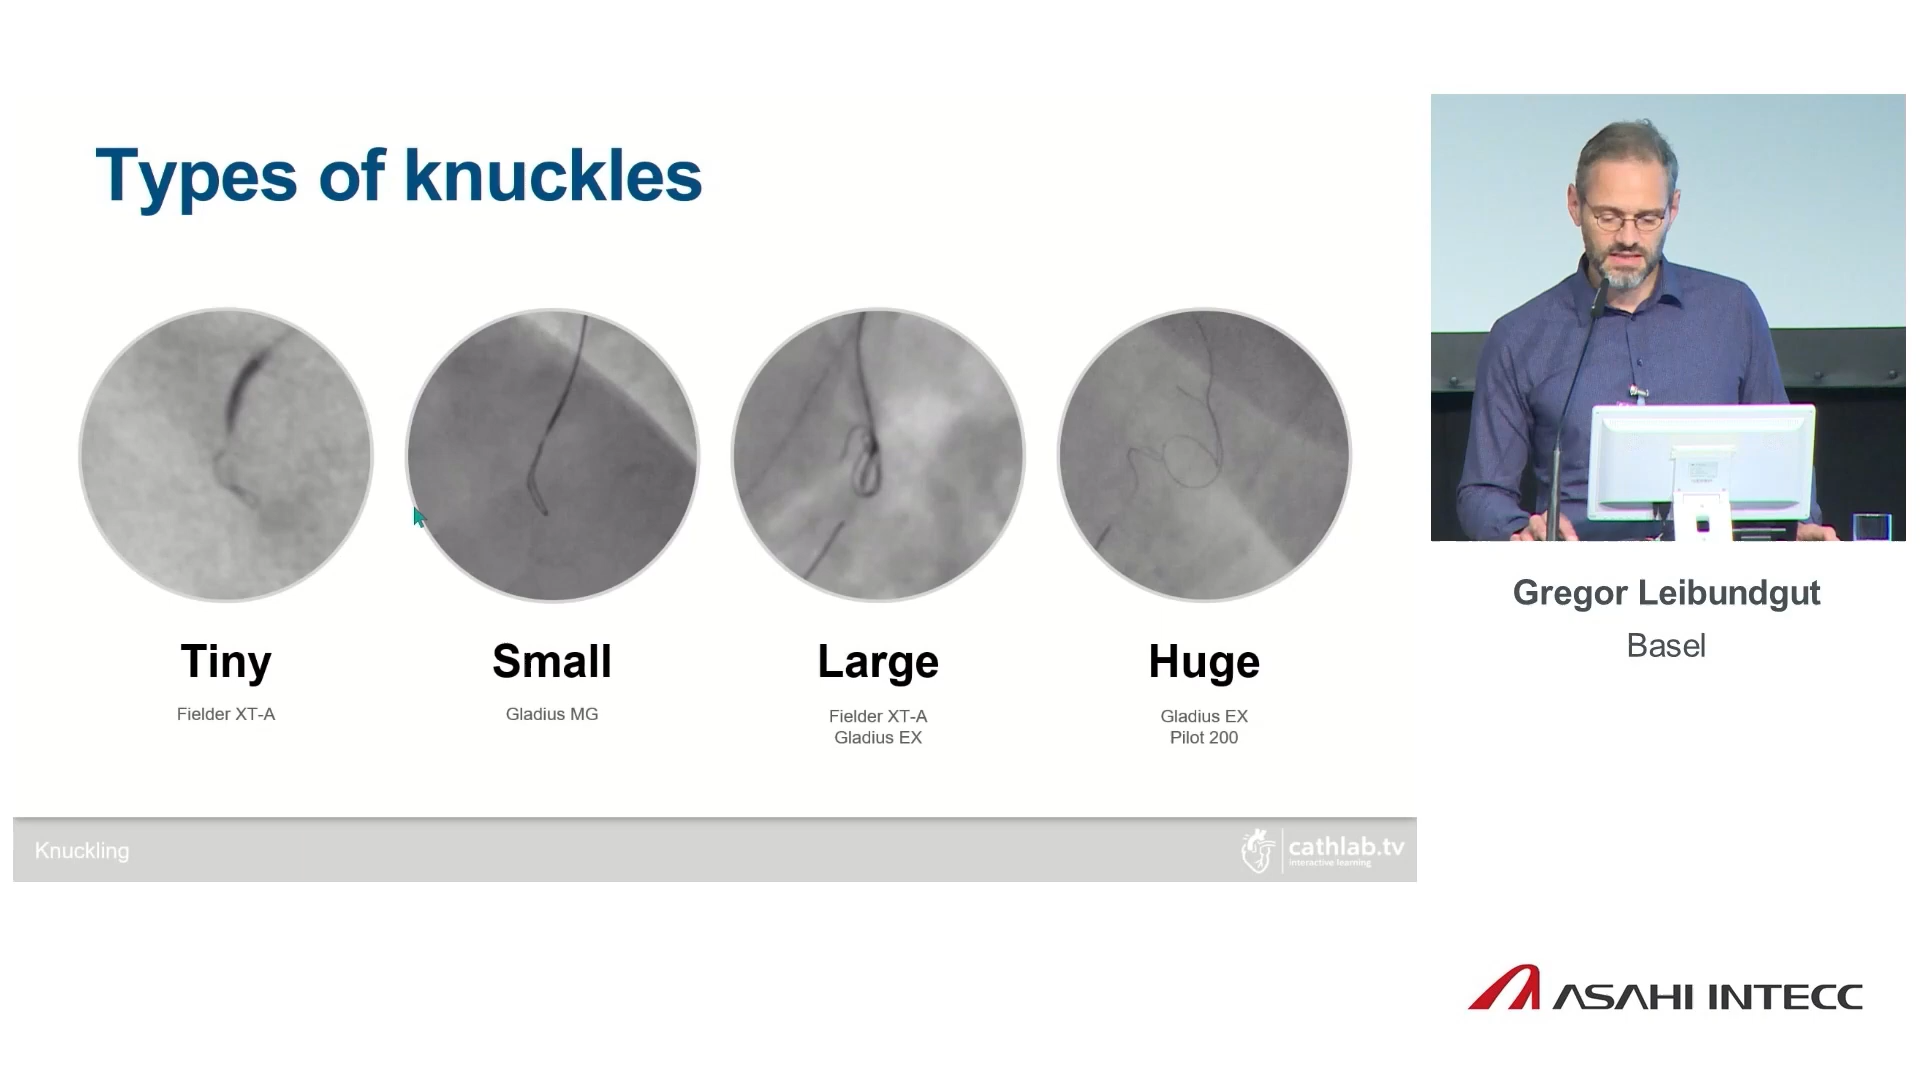 Types of knuckles
Tiny
Fielder XT-A
Small
Gladius MG
Large
Fielder XT-A
Gladius EX
Huge
Gladius EX
Pilot 200
Knuckling
cathlab.tv
interactive learning
Gregor Leibundgut
Basel
ASAHI INTECC